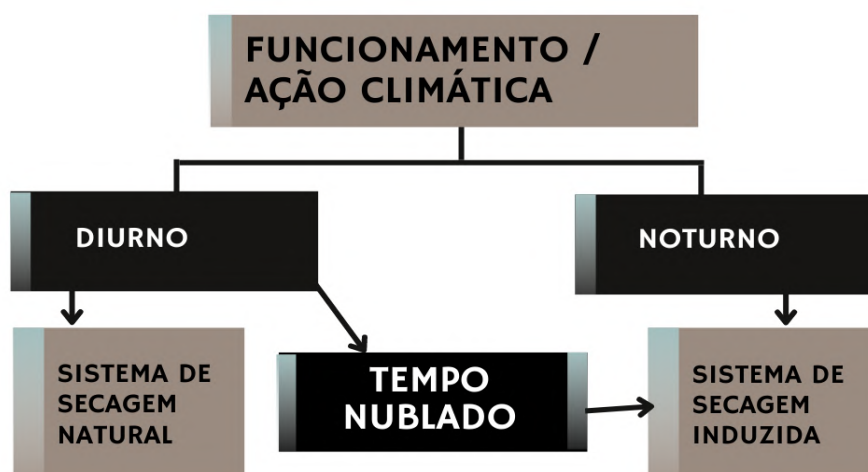 FUNCIONAMENTO /
AÇÃO CLIMÁTICA
DIURNO
NOTURNO
SISTEMA DE
SECAGEM
NATURAL
TEMPO
NUBLADO
SISTEMA DE
SECAGEM
INDUZIDA